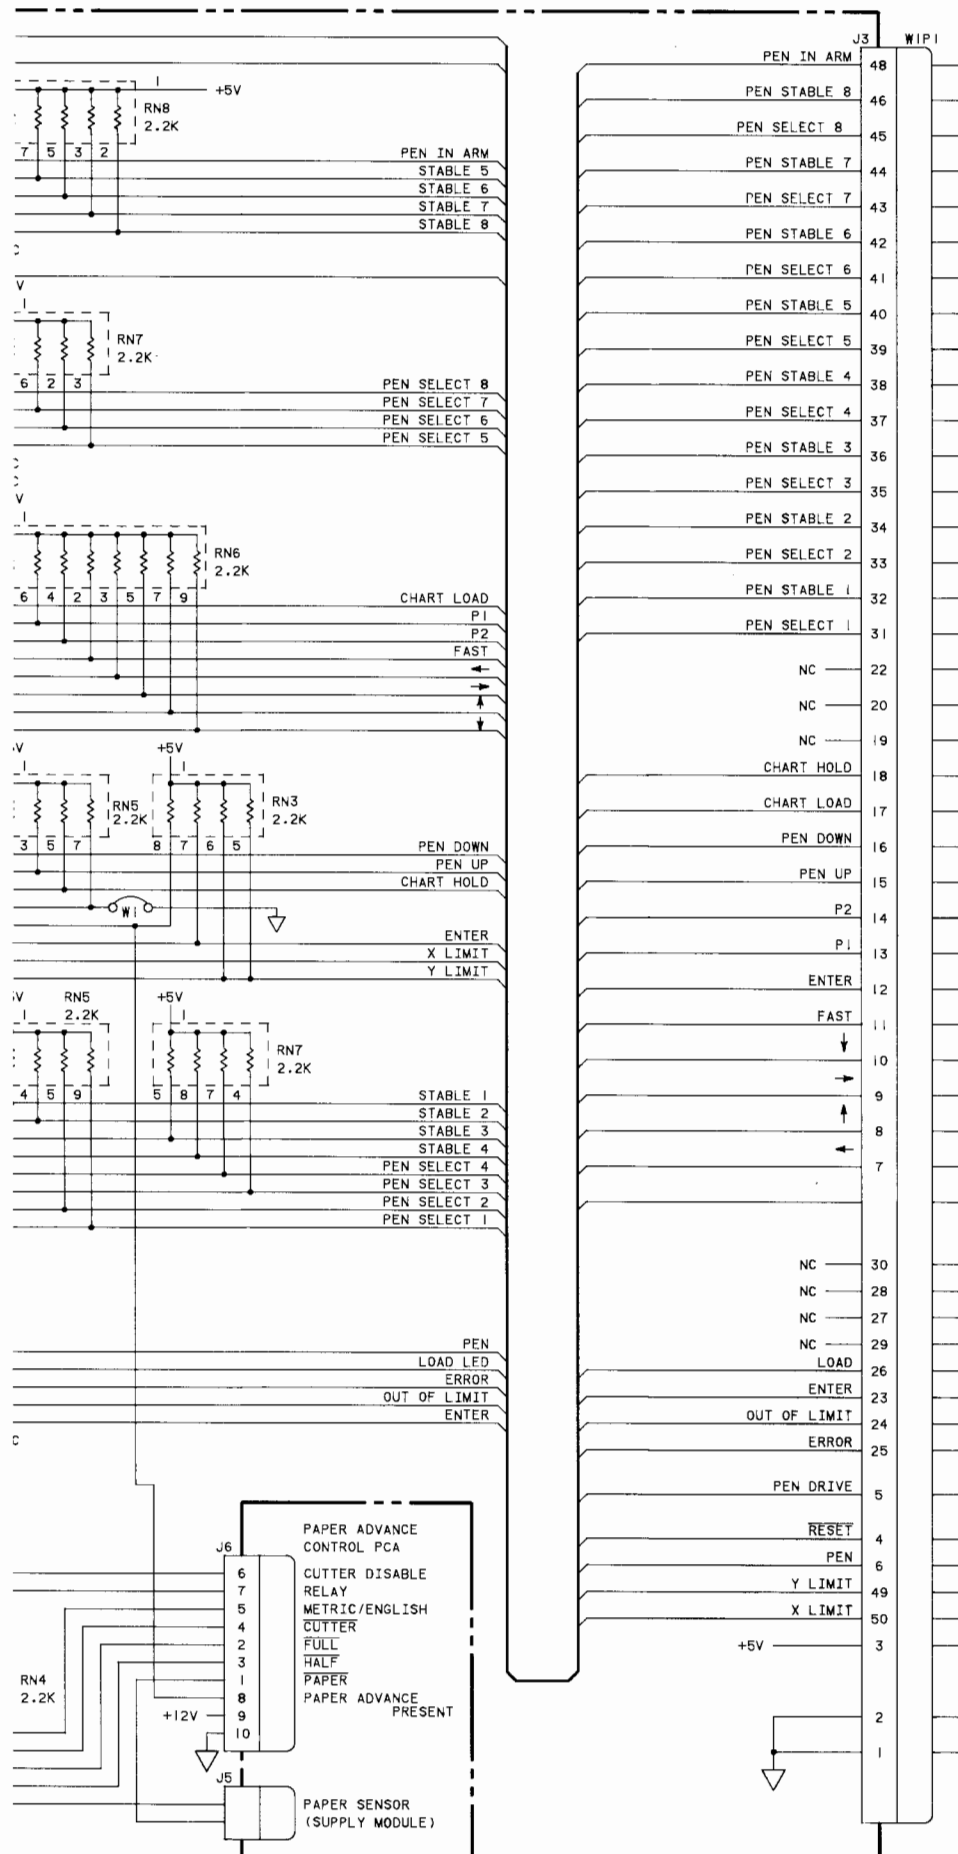 J3 W1P1
PEN IN ARM 48
PEN STABLE 8 46
PEN SELECT 8 45
PEN STABLE 7 44
PEN SELECT 7 43
PEN STABLE 6 42
PEN SELECT 6 41
PEN STABLE 5 40
PEN SELECT 5 39
PEN STABLE 4 38
PEN SELECT 4 37
PEN STABLE 3 36
PEN SELECT 3 35
PEN STABLE 2 34
PEN SELECT 2 33
PEN STABLE 1 32
PEN SELECT 1 31
NC 22
NC 20
NC 19
CHART HOLD 18
CHART LOAD 17
PEN DOWN 16
PEN UP 15
P2 14
P1 13
ENTER 12
FAST 11
↓ 10
→ 9
↑ 8
← 7
NC 30
NC 28
NC 27
NC 29
LOAD 26
ENTER 23
OUT OF LIMIT 24
ERROR 25
PEN DRIVE 5
RESET 4
PEN 6
Y LIMIT 49
X LIMIT 50
+5V 3
2
1
1
+5V
RN8
2.2K
7 5 3 2
PEN IN ARM
STABLE 5
STABLE 6
STABLE 7
STABLE 8
C
V
1
RN7
2.2K
6 2 3
PEN SELECT 8
PEN SELECT 7
PEN SELECT 6
PEN SELECT 5
C
C
V
1
RN6
2.2K
6 4 2 3 5 7 9
CHART LOAD
P1
P2
FAST
←
→
↑
↓
V +5V
1 1
RN5
2.2K
RN3
2.2K
3 5 7 8 7 6 5
PEN DOWN
PEN UP
CHART HOLD
W1
ENTER
X LIMIT
Y LIMIT
V RN5 +5V
1 2.2K 1
RN7
2.2K
4 5 9 5 8 7 4
STABLE 1
STABLE 2
STABLE 3
STABLE 4
PEN SELECT 4
PEN SELECT 3
PEN SELECT 2
PEN SELECT 1
PEN
LOAD LED
ERROR
OUT OF LIMIT
ENTER
C
PAPER ADVANCE
CONTROL PCA
J6
6 CUTTER DISABLE
7 RELAY
5 METRIC/ENGLISH
4 CUTTER
2 FULL
3 HALF
1 PAPER
8 PAPER ADVANCE
PRESENT
+12V 9
10
RN4
2.2K
J5
PAPER SENSOR
(SUPPLY MODULE)